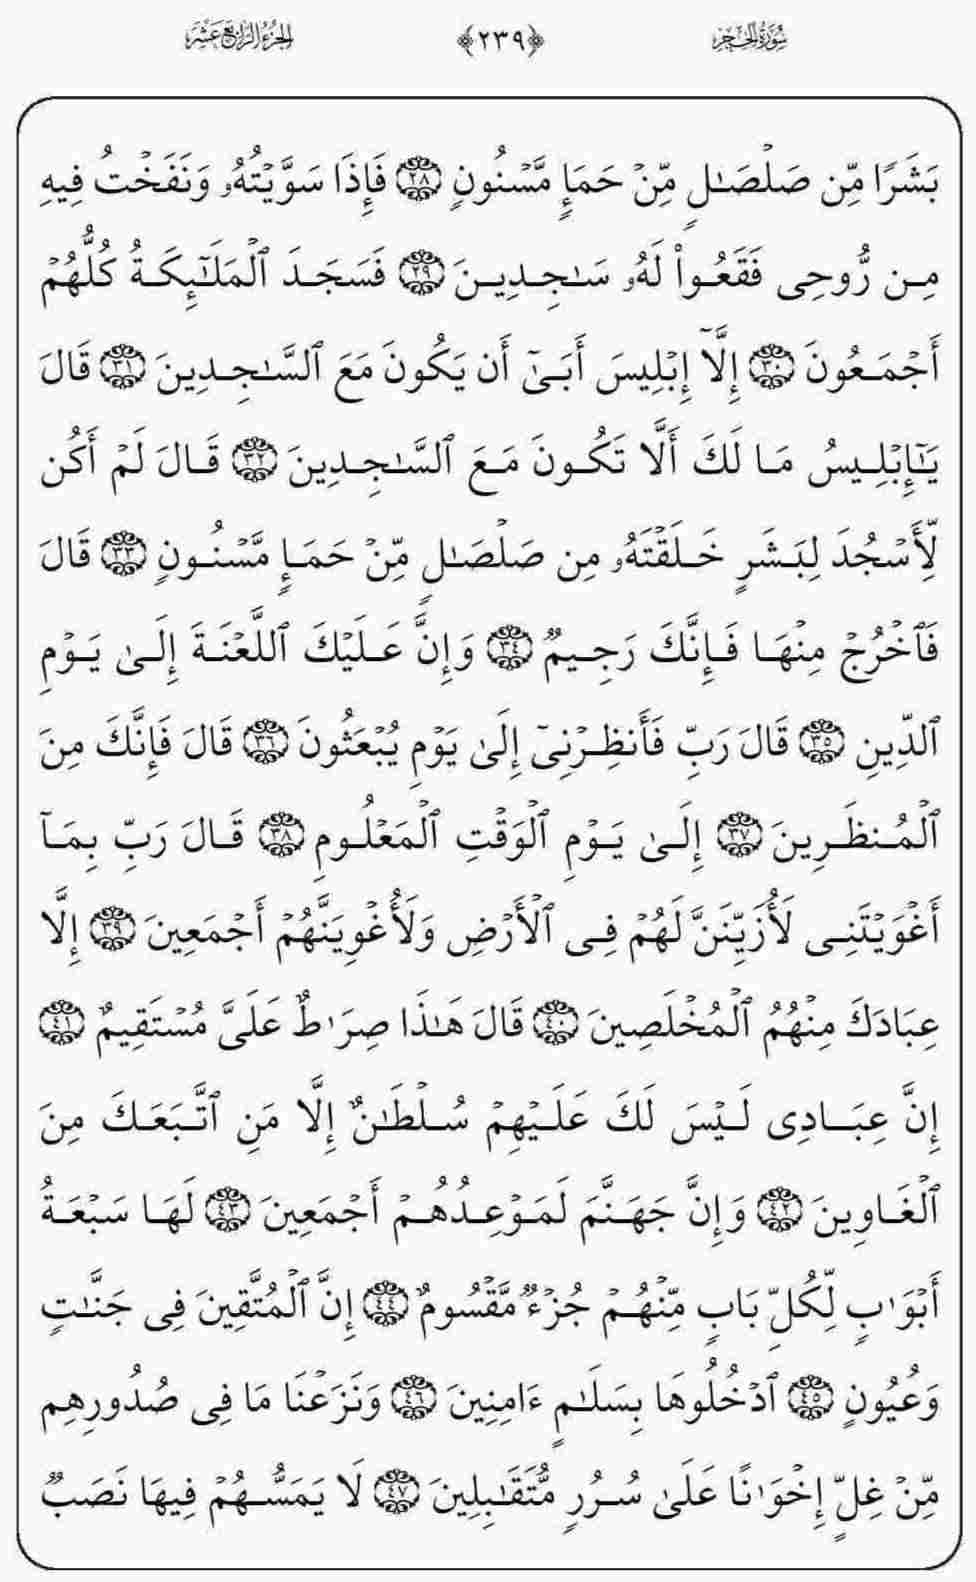 سُورَةُ الحِجْرِ ﴿٢٣٩﴾ الجُزْءُ الرَّابِعَ عَشَرَ
بَشَرًا مِّن صَلْصَـٰلٍ مِّنْ حَمَإٍ مَّسْنُونٍ ٢٨ فَإِذَا سَوَّيْتُهُۥ وَنَفَخْتُ فِيهِ
مِن رُّوحِى فَقَعُوا۟ لَهُۥ سَـٰجِدِينَ ٢٩ فَسَجَدَ ٱلْمَلَـٰٓئِكَةُ كُلُّهُمْ
أَجْمَعُونَ ٣٠ إِلَّآ إِبْلِيسَ أَبَىٰٓ أَن يَكُونَ مَعَ ٱلسَّـٰجِدِينَ ٣١ قَالَ
يَـٰٓإِبْلِيسُ مَا لَكَ أَلَّا تَكُونَ مَعَ ٱلسَّـٰجِدِينَ ٣٢ قَالَ لَمْ أَكُن
لِّأَسْجُدَ لِبَشَرٍ خَلَقْتَهُۥ مِن صَلْصَـٰلٍ مِّنْ حَمَإٍ مَّسْنُونٍ ٣٣ قَالَ
فَٱخْرُجْ مِنْهَا فَإِنَّكَ رَجِيمٌ ٣٤ وَإِنَّ عَلَيْكَ ٱللَّعْنَةَ إِلَىٰ يَوْمِ
ٱلدِّينِ ٣٥ قَالَ رَبِّ فَأَنظِرْنِىٓ إِلَىٰ يَوْمِ يُبْعَثُونَ ٣٦ قَالَ فَإِنَّكَ مِنَ
ٱلْمُنظَرِينَ ٣٧ إِلَىٰ يَوْمِ ٱلْوَقْتِ ٱلْمَعْلُومِ ٣٨ قَالَ رَبِّ بِمَآ
أَغْوَيْتَنِى لَأُزَيِّنَنَّ لَهُمْ فِى ٱلْأَرْضِ وَلَأُغْوِيَنَّهُمْ أَجْمَعِينَ ٣٩ إِلَّا
عِبَادَكَ مِنْهُمُ ٱلْمُخْلَصِينَ ٤٠ قَالَ هَـٰذَا صِرَٰطٌ عَلَىَّ مُسْتَقِيمٌ ٤١
إِنَّ عِبَادِى لَيْسَ لَكَ عَلَيْهِمْ سُلْطَـٰنٌ إِلَّا مَنِ ٱتَّبَعَكَ مِنَ
ٱلْغَاوِينَ ٤٢ وَإِنَّ جَهَنَّمَ لَمَوْعِدُهُمْ أَجْمَعِينَ ٤٣ لَهَا سَبْعَةُ
أَبْوَٰبٍ لِّكُلِّ بَابٍ مِّنْهُمْ جُزْءٌ مَّقْسُومٌ ٤٤ إِنَّ ٱلْمُتَّقِينَ فِى جَنَّـٰتٍ
وَعُيُونٍ ٤٥ ٱدْخُلُوهَا بِسَلَـٰمٍ ءَامِنِينَ ٤٦ وَنَزَعْنَا مَا فِى صُدُورِهِم
مِّنْ غِلٍّ إِخْوَٰنًا عَلَىٰ سُرُرٍ مُّتَقَـٰبِلِينَ ٤٧ لَا يَمَسُّهُمْ فِيهَا نَصَبٌ